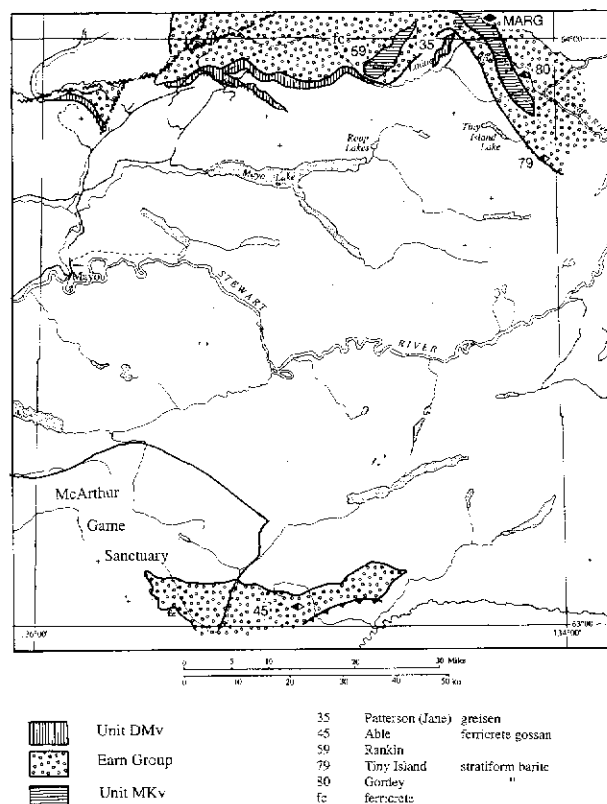 MARG
64°00'
fc
59
35
80
79
Roop
Lakes
Tiny
Island
Lake
Mayo Lake
Mayo
STEWART
RIVER
McArthur
Game
Sanctuary
45
136°00'
134°00'
63°00'
0 5 10 20 30 Miles
0 10 20 30 40 50 km
Unit DMv
Earn Group
Unit MKv
35 Patterson (Jane) greisen
45 Able ferricrete gossan
59 Rankin
79 Tiny Island stratiform barite
80 Gordey "
fc ferricrete